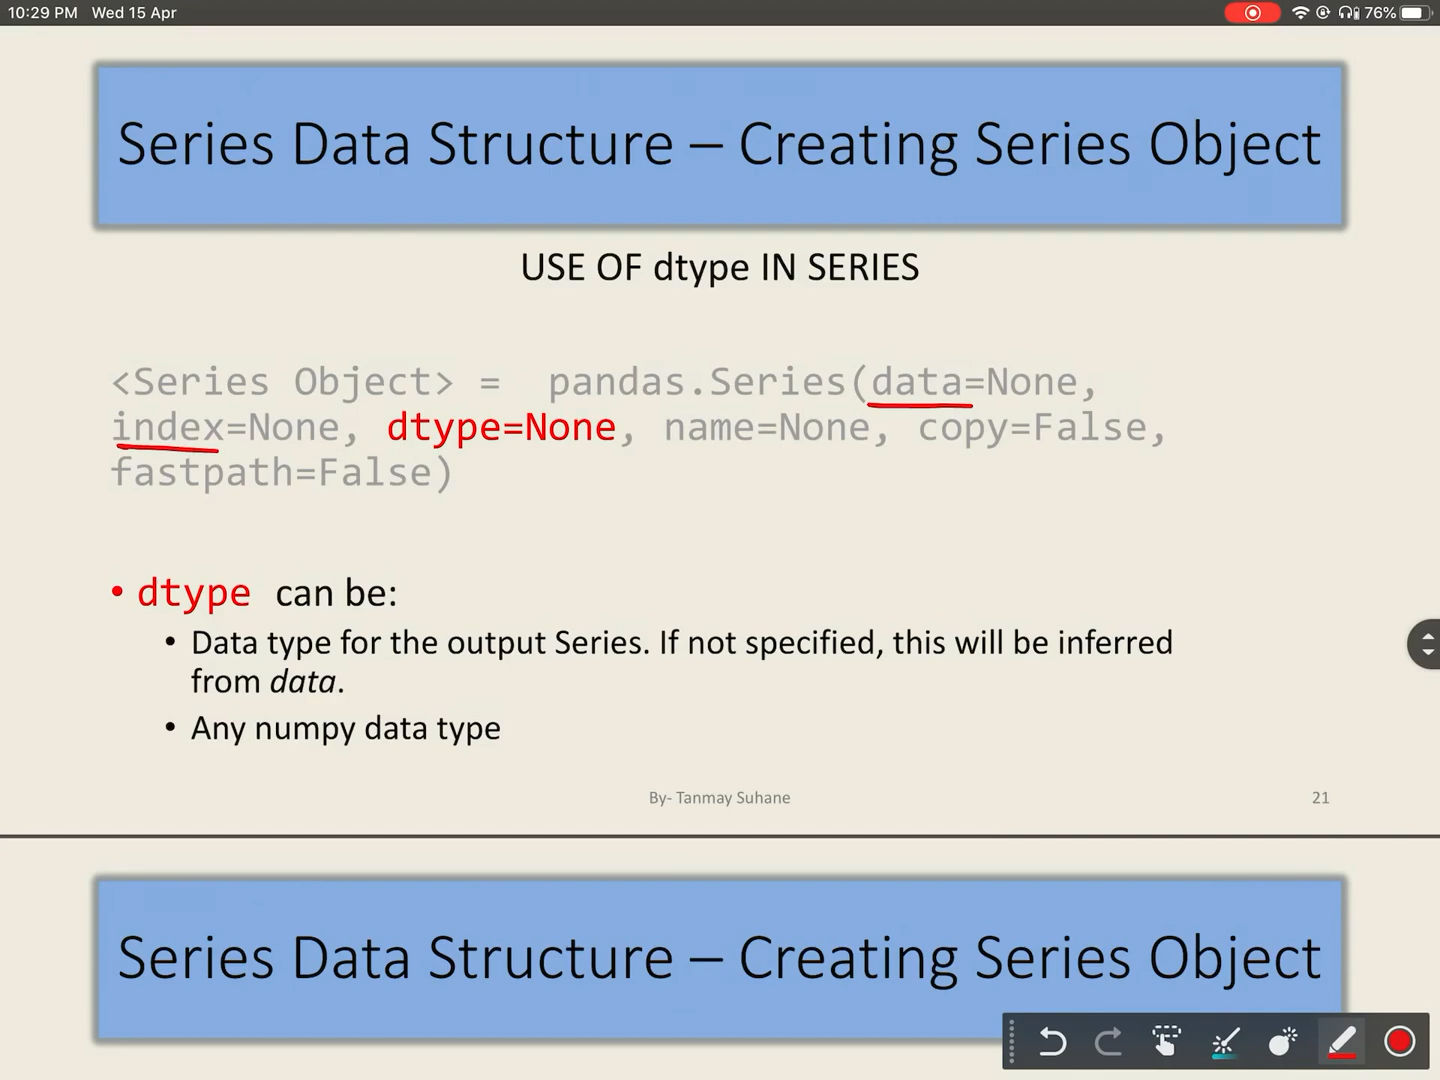 10:29 PM Wed 15 Apr
76%
Series Data Structure – Creating Series Object
USE OF dtype IN SERIES
<Series Object> = pandas.Series(data=None,
index=None, dtype=None, name=None, copy=False,
fastpath=False)
• dtype can be:
• Data type for the output Series. If not specified, this will be inferred
from data.
• Any numpy data type
By- Tanmay Suhane
21
Series Data Structure – Creating Series Object